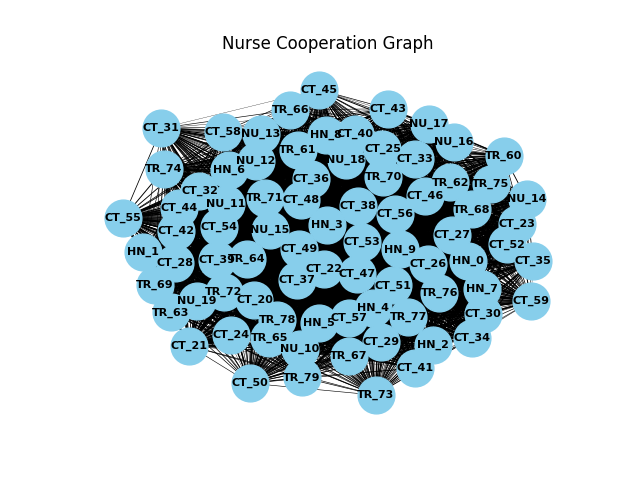 Nurse Cooperation Graph
CT_45
TR_66
CT_43
CT_31
CT_58
NU_13
HN_8
CT_40
NU_17
NU_16
TR_61
CT_25
CT_33
TR_60
TR_74
HN_6
NU_12
NU_18
CT_36
TR_70
TR_62
TR_75
CT_32
TR_71
CT_48
CT_46
NU_14
CT_44
NU_11
CT_38
CT_56
TR_68
CT_55
CT_42
CT_54
NU_15
HN_3
CT_27
CT_23
HN_1
CT_28
CT_39
TR_64
CT_49
CT_53
HN_9
CT_26
HN_0
CT_52
CT_35
TR_69
TR_72
CT_37
CT_22
CT_47
CT_51
TR_76
HN_7
NU_19
CT_20
CT_59
TR_63
TR_78
HN_5
CT_57
HN_4
TR_77
CT_30
CT_21
CT_24
TR_65
NU_10
TR_67
CT_29
HN_2
CT_34
CT_50
TR_79
CT_41
TR_73